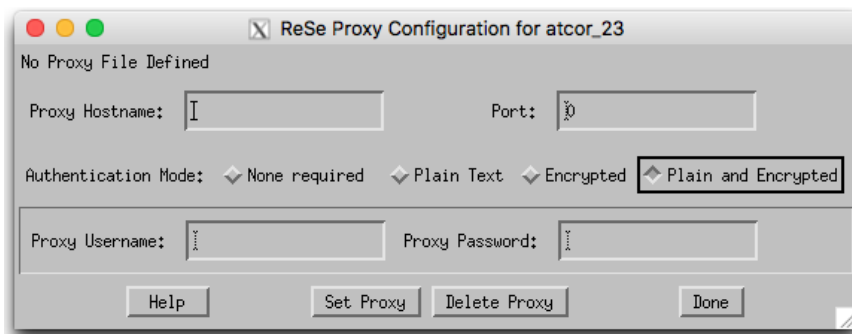 ReSe Proxy Configuration for atcor_23
No Proxy File Defined
Proxy Hostname: Port: 0
Authentication Mode: None required Plain Text Encrypted Plain and Encrypted
Proxy Username: Proxy Password:
Help Set Proxy Delete Proxy Done